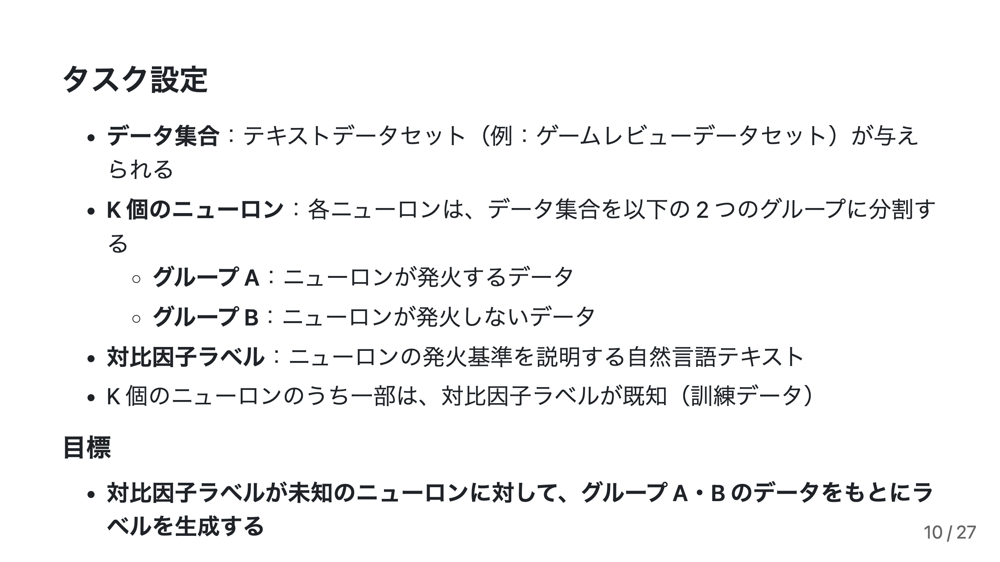 タスク設定
• データ集合：テキストデータセット（例：ゲームレビューデータセット）が与え
られる
• K 個のニューロン：各ニューロンは、データ集合を以下の 2 つのグループに分割す
る
◦ グループ A：ニューロンが発火するデータ
◦ グループ B：ニューロンが発火しないデータ
• 対比因子ラベル：ニューロンの発火基準を説明する自然言語テキスト
• K 個のニューロンのうち一部は、対比因子ラベルが既知（訓練データ）
目標
• 対比因子ラベルが未知のニューロンに対して、グループ A・B のデータをもとにラ
ベルを生成する
10 / 27